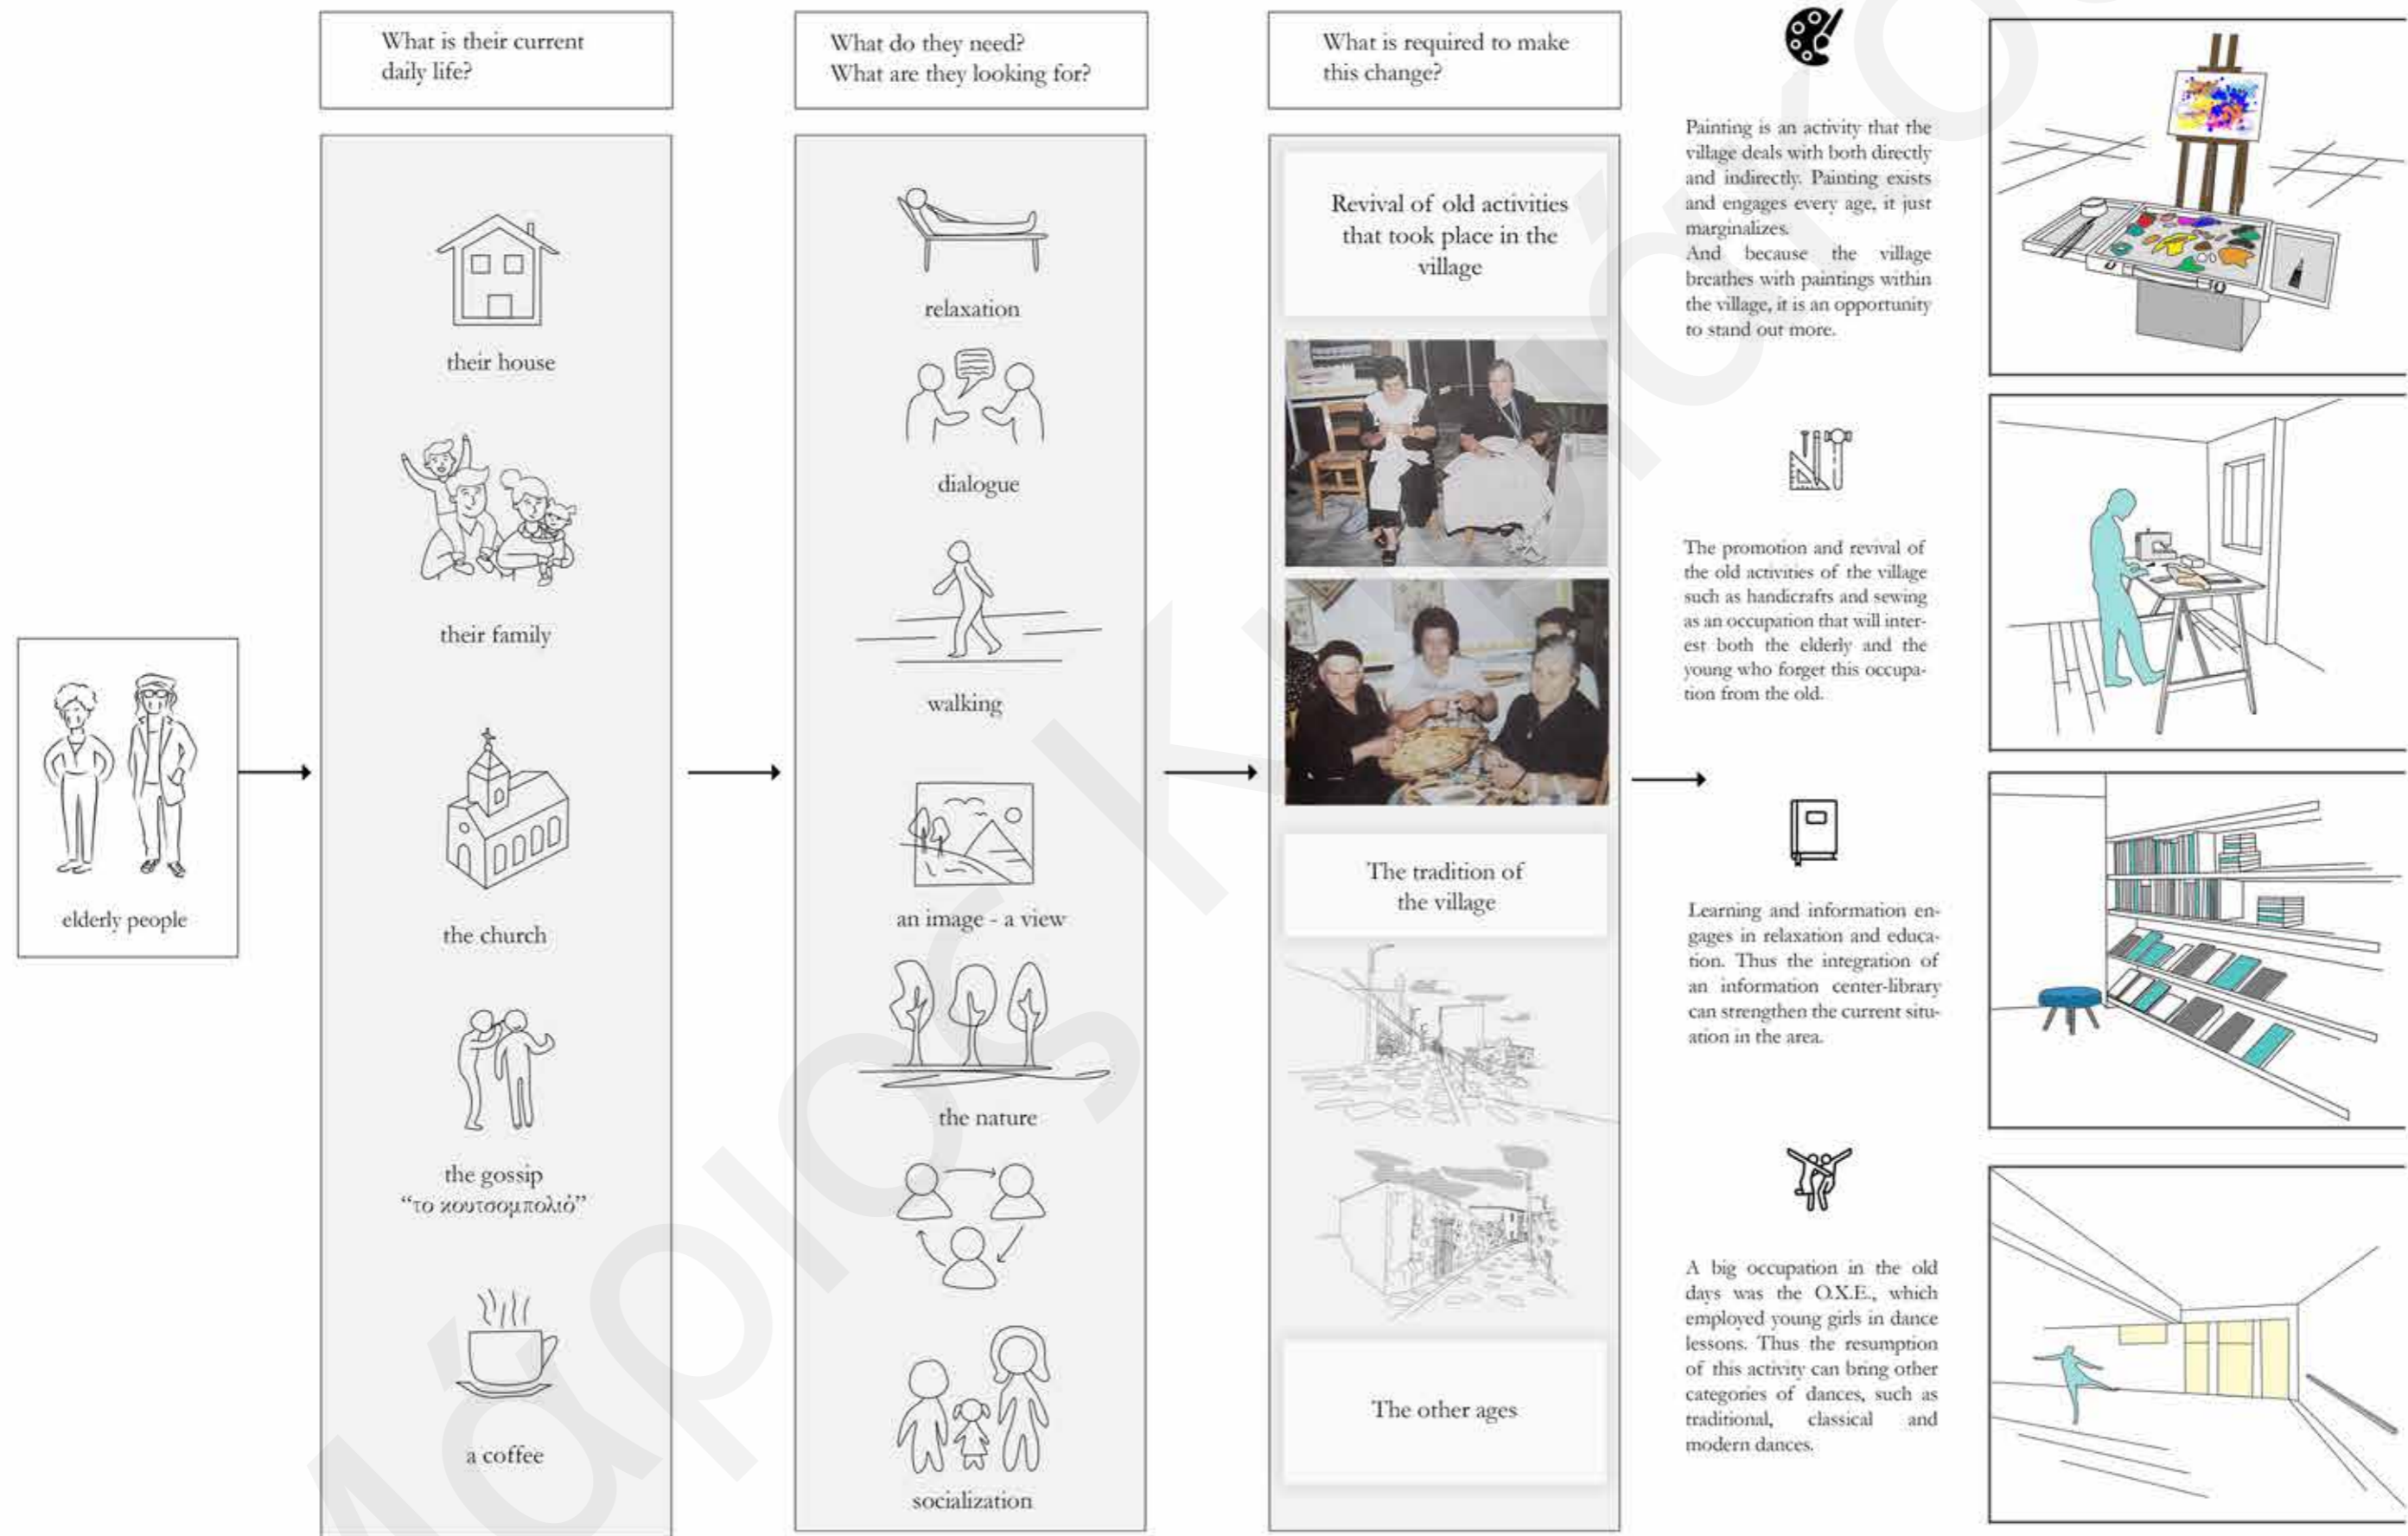 What is their current
daily life?
What do they need?
What are they looking for?
What is required to make
this change?
elderly people
their house
their family
the church
the gossip
“το κουτσομπολιό”
a coffee
relaxation
dialogue
walking
an image - a view
the nature
socialization
Revival of old activities
that took place in the
village
The tradition of
the village
The other ages
Painting is an activity that the
village deals with both directly
and indirectly. Painting exists
and engages every age, it just
marginalizes.
And because the village
breathes with paintings within
the village, it is an opportunity
to stand out more.
The promotion and revival of
the old activities of the village
such as handicrafts and sewing
as an occupation that will inter-
est both the elderly and the
young who forget this occupa-
tion from the old.
Learning and information en-
gages in relaxation and educa-
tion. Thus the integration of
an information center-library
can strengthen the current situ-
ation in the area.
A big occupation in the old
days was the O.X.E., which
employed young girls in dance
lessons. Thus the resumption
of this activity can bring other
categories of dances, such as
traditional, classical and
modern dances.
Μάριος